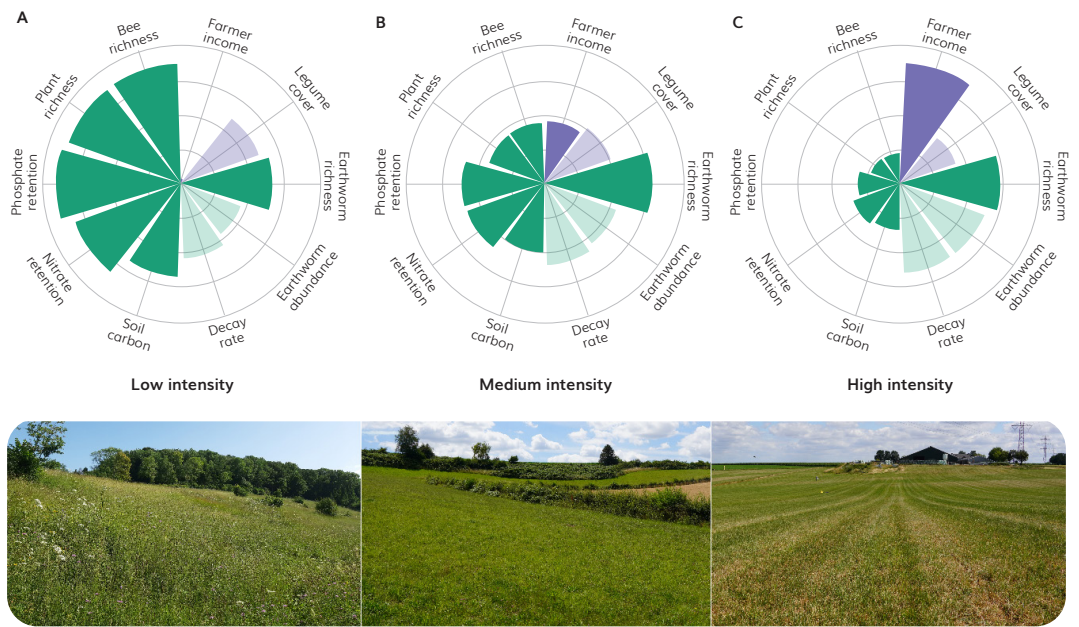 A
Bee
richness
Farmer
income
Legume
cover
Earthworm
richness
Earthworm
abundance
Decay
rate
Soil
carbon
Nitrate
retention
Phosphate
retention
Plant
richness
Low intensity
B
Bee
richness
Farmer
income
Legume
cover
Earthworm
richness
Earthworm
abundance
Decay
rate
Soil
carbon
Nitrate
retention
Phosphate
retention
Plant
richness
Medium intensity
C
Bee
richness
Farmer
income
Legume
cover
Earthworm
richness
Earthworm
abundance
Decay
rate
Soil
carbon
Nitrate
retention
Phosphate
retention
Plant
richness
High intensity